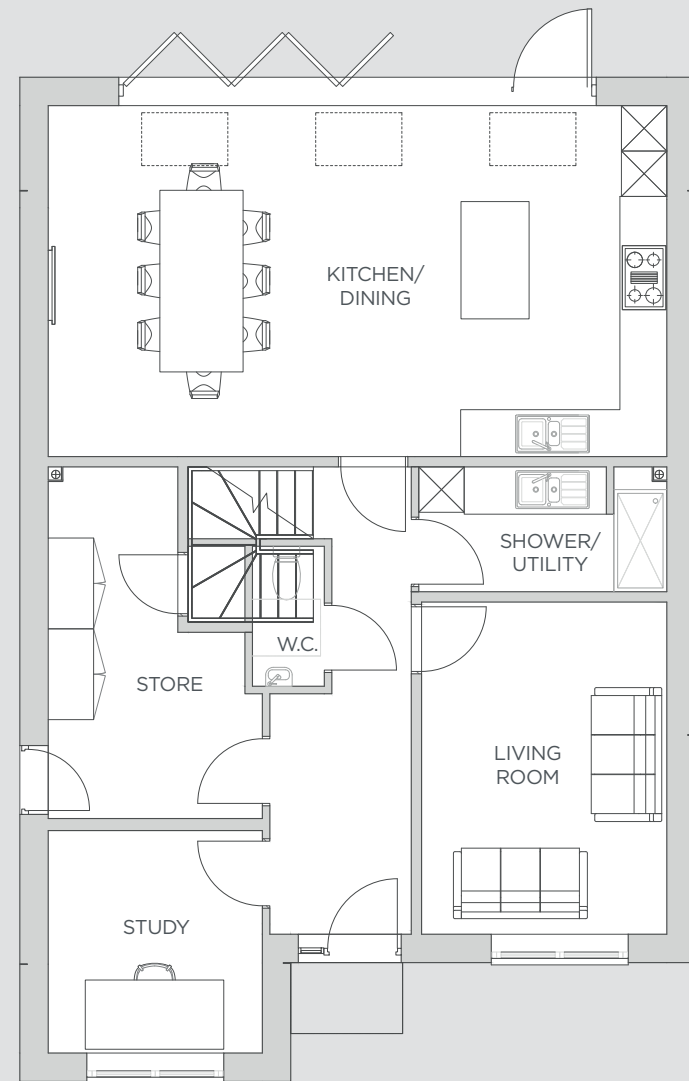 KITCHEN/
DINING
SHOWER/
UTILITY
W.C.
STORE
LIVING
ROOM
STUDY